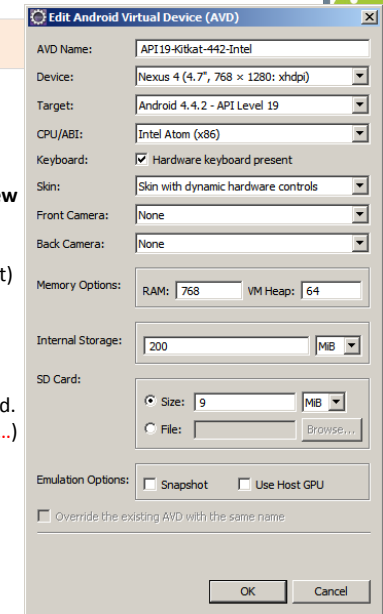 Edit Android Virtual Device (AVD)
AVD Name: API19-Kitkat-442-Intel
Device: Nexus 4 (4.7", 768 × 1280: xhdpi)
Target: Android 4.4.2 - API Level 19
CPU/ABI: Intel Atom (x86)
Keyboard: Hardware keyboard present
Skin: Skin with dynamic hardware controls
ew
Front Camera: None
Back Camera: None
t)
Memory Options: RAM: 768 VM Heap: 64
Internal Storage: 200 MiB
SD Card:
Size: 9 MiB
d.
File: Browse...
..)
Emulation Options: Snapshot Use Host GPU
Override the existing AVD with the same name
OK Cancel